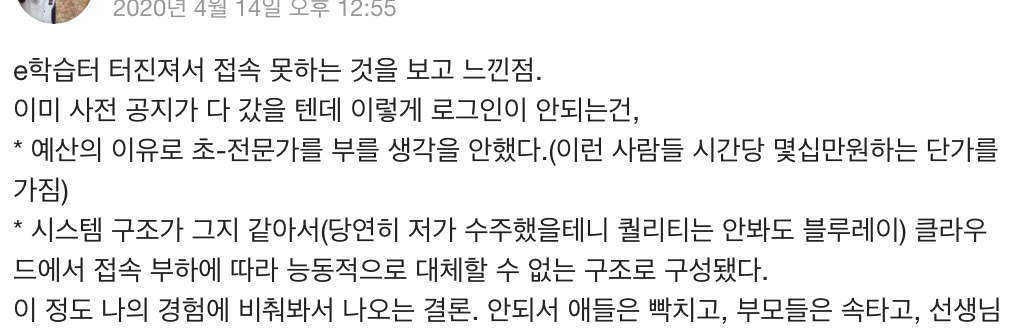 2020년 4월 14일 오후 12:55
e학습터 터진져서 접속 못하는 것을 보고 느낀점.
이미 사전 공지가 다 갔을 텐데 이렇게 로그인이 안되는건,
* 예산의 이유로 초-전문가를 부를 생각을 안했다.(이런 사람들 시간당 몇십만원하는 단가를
가짐)
* 시스템 구조가 그지 같아서(당연히 저가 수주했을테니 퀄리티는 안봐도 블루레이) 클라우
드에서 접속 부하에 따라 능동적으로 대체할 수 없는 구조로 구성됐다.
이 정도 나의 경험에 비춰봐서 나오는 결론. 안되서 애들은 빡치고, 부모들은 속타고, 선생님